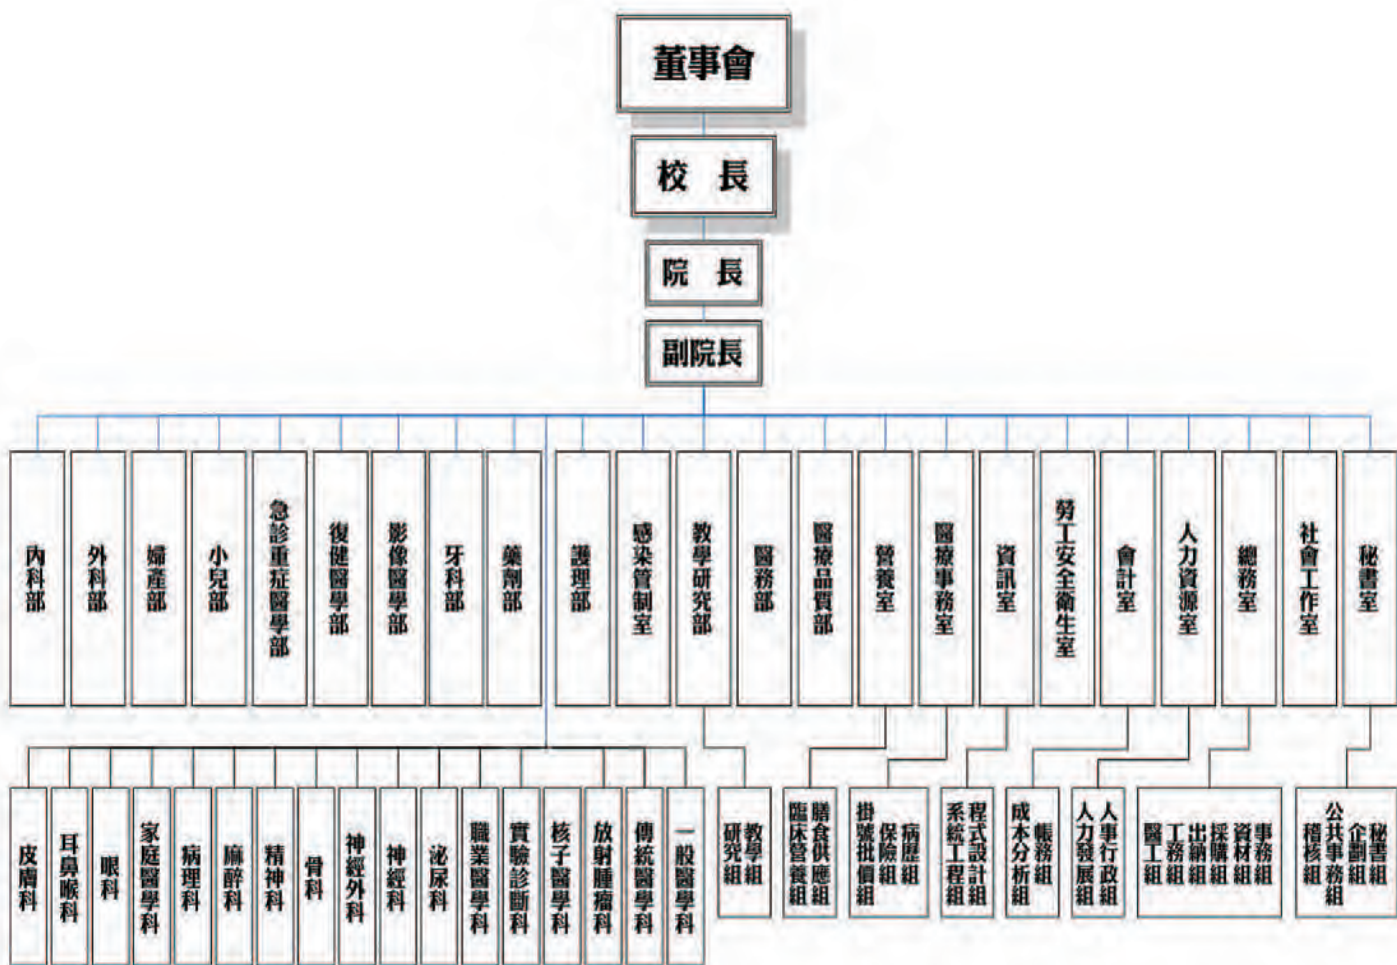 董事會
校 長
院 長
副院長
內科部
外科部
婦產部
小兒部
急診重症醫學部
復健醫學部
影像醫學部
牙科部
藥劑部
護理部
感染管制室
教學研究部
醫務部
醫療品質部
營養室
醫療事務室
資訊室
勞工安全衛生室
會計室
人力資源室
總務室
社會工作室
秘書室
皮膚科
耳鼻喉科
眼科
家庭醫學科
病理科
麻醉科
精神科
骨科
神經外科
神經科
泌尿科
職業醫學科
實驗診斷科
核子醫學科
放射腫瘤科
傳統醫學科
一般醫學科
教學組
研究組
膳食供應組
臨床營養組
病歷組
保險組
掛號批價組
程式設計組
系統工程組
帳務組
成本分析組
人事行政組
人力發展組
事務組
資材組
採購組
出納組
工務組
醫工組
秘書組
企劃組
公共事務組
稽核組